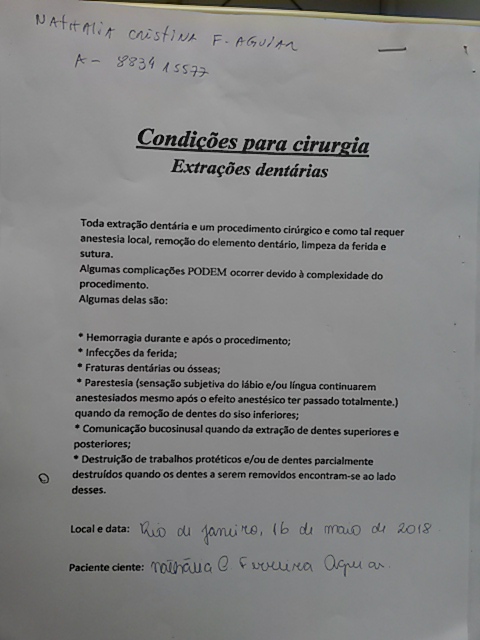 NATHALIA CRISTINA F. AGUIAR
A- 883415577
Condições para cirurgia
Extrações dentárias
Toda extração dentária e um procedimento cirúrgico e como tal requer
anestesia local, remoção do elemento dentário, limpeza da ferida e
sutura.
Algumas complicações PODEM ocorrer devido à complexidade do
procedimento.
Algumas delas são:
* Hemorragia durante e após o procedimento;
* Infecções da ferida;
* Fraturas dentárias ou ósseas;
* Parestesia (sensação subjetiva do lábio e/ou língua continuarem
anestesiados mesmo após o efeito anestésico ter passado totalmente.)
quando da remoção de dentes do siso inferiores;
* Comunicação bucosinusal quando da extração de dentes superiores e
posteriores;
* Destruição de trabalhos protéticos e/ou de dentes parcialmente
destruídos quando os dentes a serem removidos encontram-se ao lado
desses.
Local e data: Rio de janeiro, 16 de maio de 2018.
Paciente ciente: Nathália C. Ferreira Aguiar.